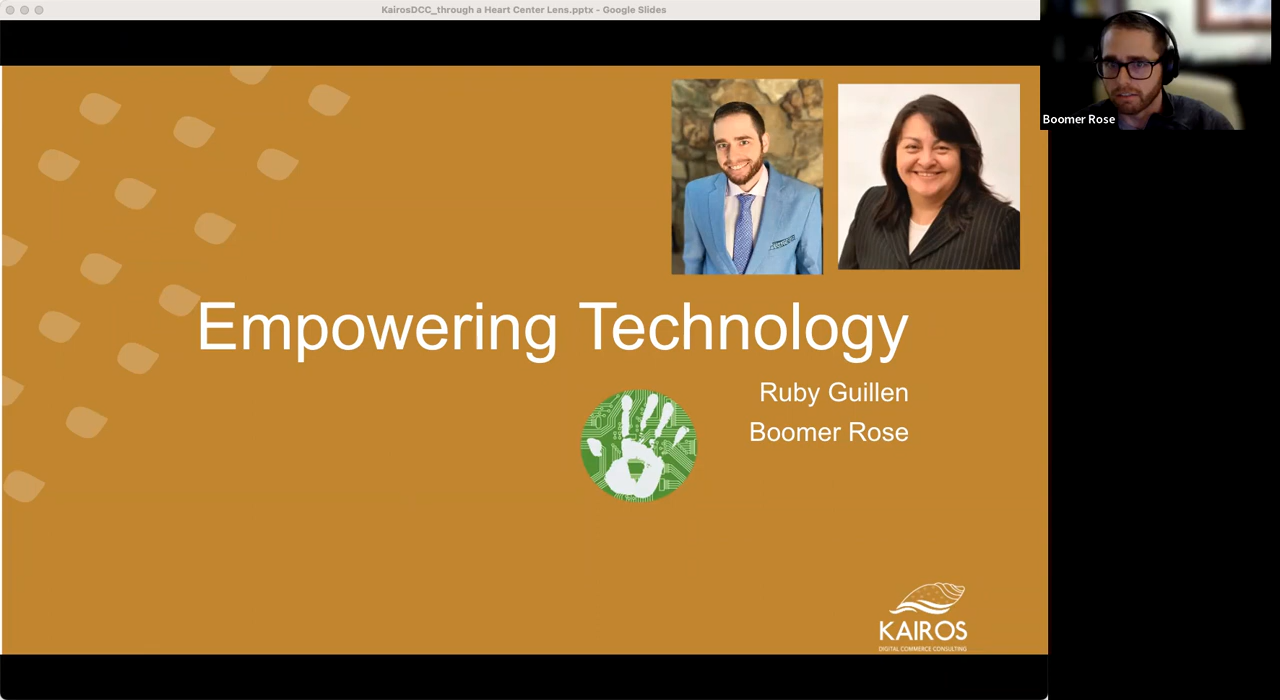 KairosDCC_through a Heart Center Lens.pptx - Google Slides
Boomer Rose
Empowering Technology
Ruby Guillen
Boomer Rose
KAIROS
DIGITAL COMMERCE CONSULTING